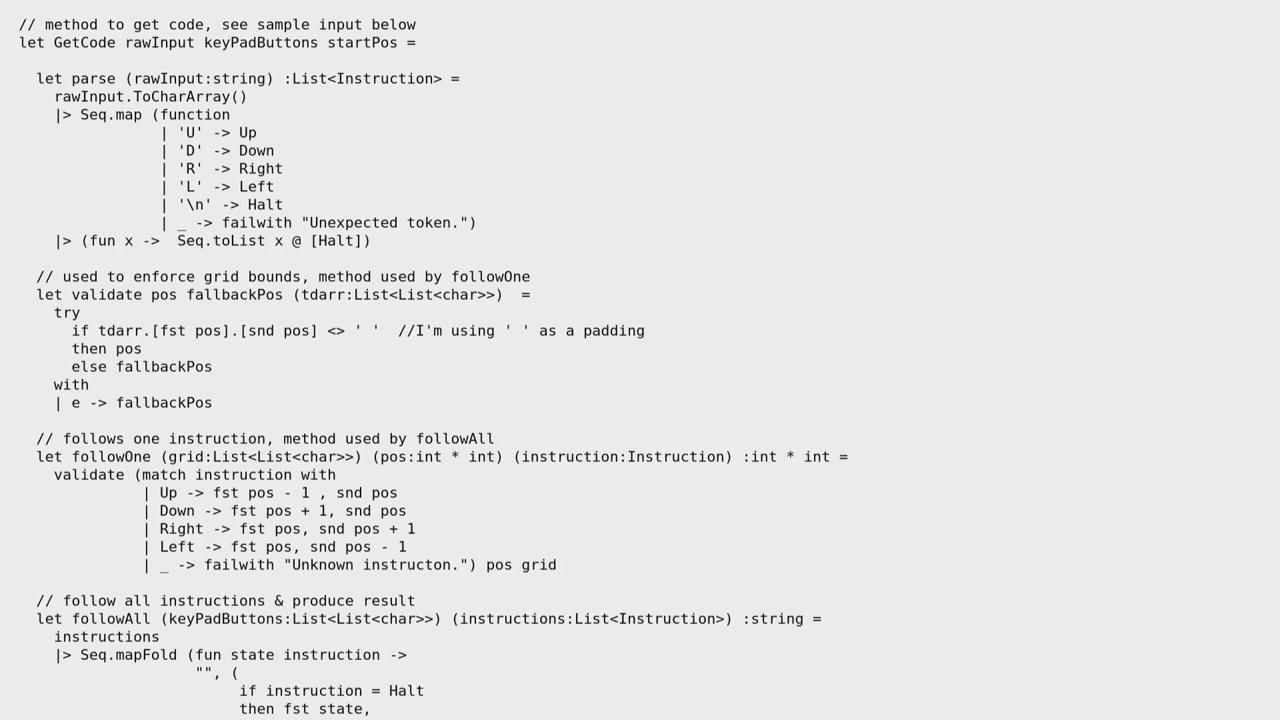 // method to get code, see sample input below
let GetCode rawInput keyPadButtons startPos =
  let parse (rawInput:string) :List<Instruction> =
    rawInput.ToCharArray()
    |> Seq.map (function
                | 'U' -> Up
                | 'D' -> Down
                | 'R' -> Right
                | 'L' -> Left
                | '\n' -> Halt
                | _ -> failwith "Unexpected token.")
    |> (fun x ->  Seq.toList x @ [Halt])
  // used to enforce grid bounds, method used by followOne
  let validate pos fallbackPos (tdarr:List<List<char>>)  =
    try
      if tdarr.[fst pos].[snd pos] <> ' '  //I'm using ' ' as a padding
      then pos
      else fallbackPos
    with
    | e -> fallbackPos
  // follows one instruction, method used by followAll
  let followOne (grid:List<List<char>>) (pos:int * int) (instruction:Instruction) :int * int =
    validate (match instruction with
              | Up -> fst pos - 1 , snd pos
              | Down -> fst pos + 1, snd pos
              | Right -> fst pos, snd pos + 1
              | Left -> fst pos, snd pos - 1
              | _ -> failwith "Unknown instructon.") pos grid
  // follow all instructions & produce result
  let followAll (keyPadButtons:List<List<char>>) (instructions:List<Instruction>) :string =
    instructions
    |> Seq.mapFold (fun state instruction ->
                    "", (
                         if instruction = Halt
                         then fst state,